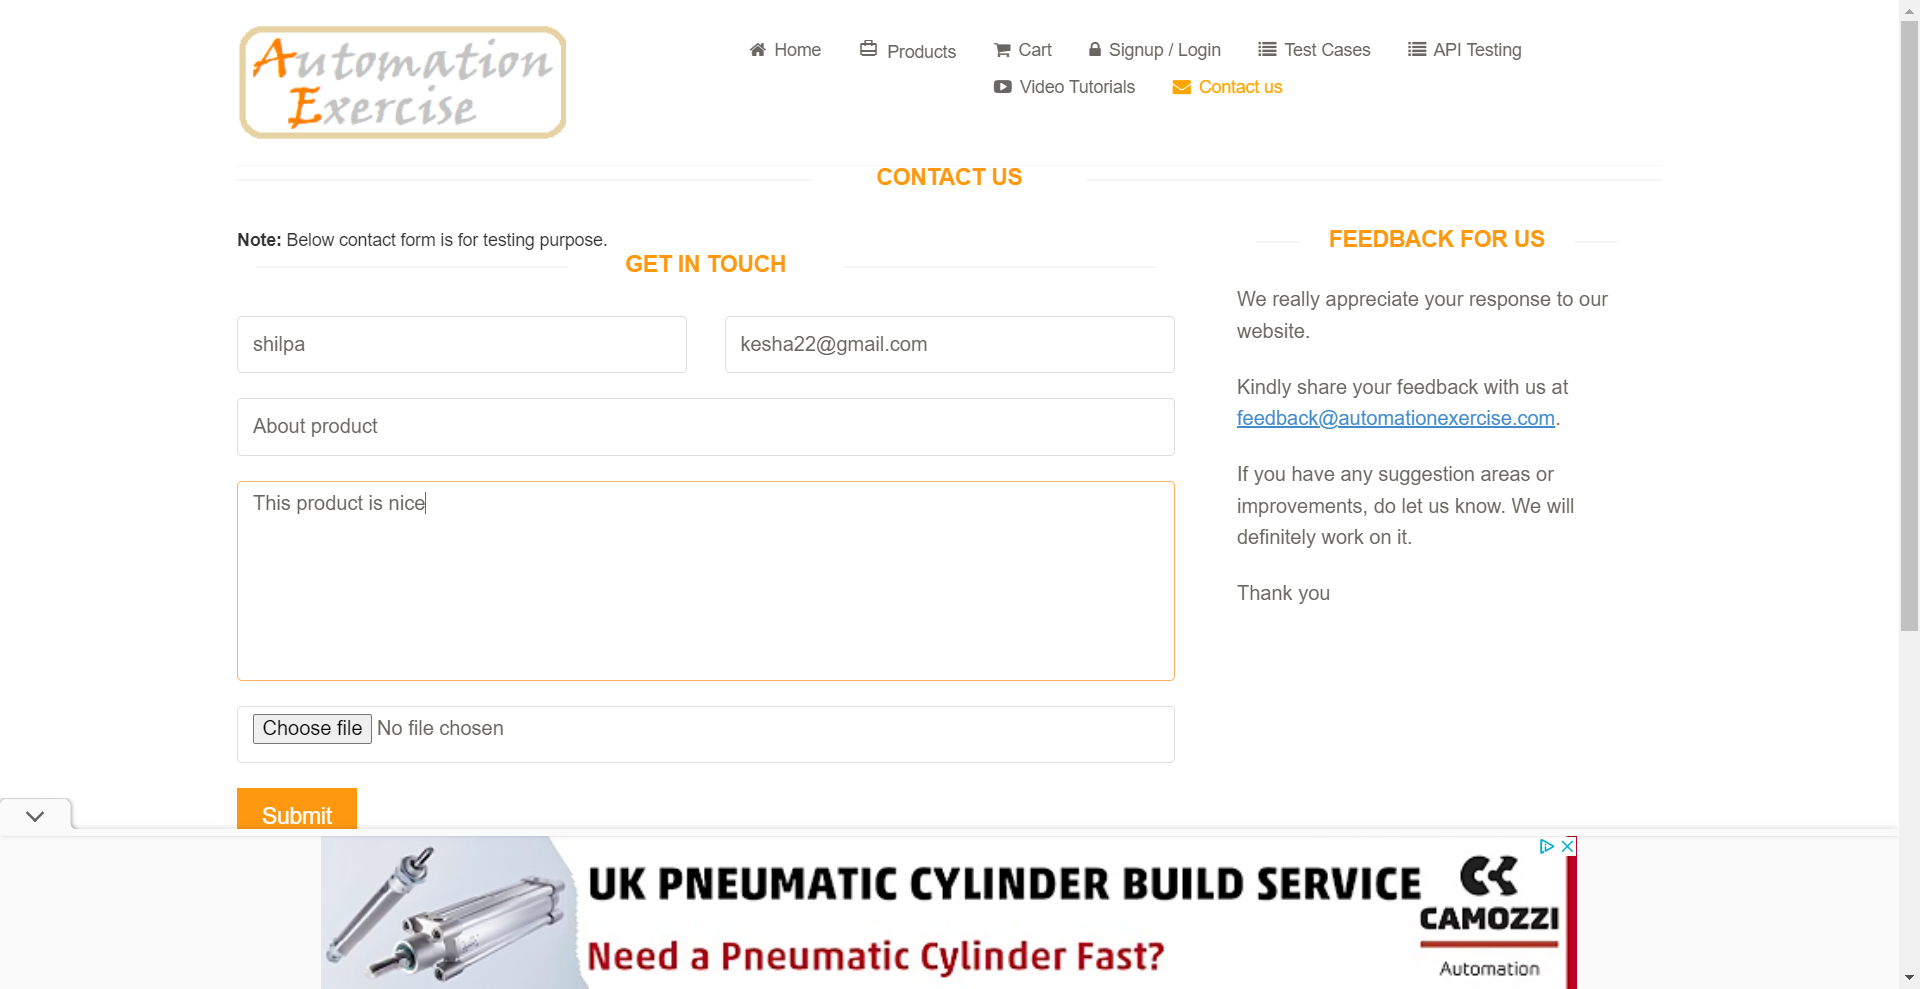 Automation
Exercise
Home
Products
Cart
Signup / Login
Test Cases
API Testing
Video Tutorials
Contact us
CONTACT US
Note: Below contact form is for testing purpose.
GET IN TOUCH
shilpa
kesha22@gmail.com
About product
This product is nice
Choose file No file chosen
Submit
FEEDBACK FOR US
We really appreciate your response to our
website.
Kindly share your feedback with us at
feedback@automationexercise.com.
If you have any suggestion areas or
improvements, do let us know. We will
definitely work on it.
Thank you
UK PNEUMATIC CYLINDER BUILD SERVICE
Need a Pneumatic Cylinder Fast?
CAMOZZI
Automation